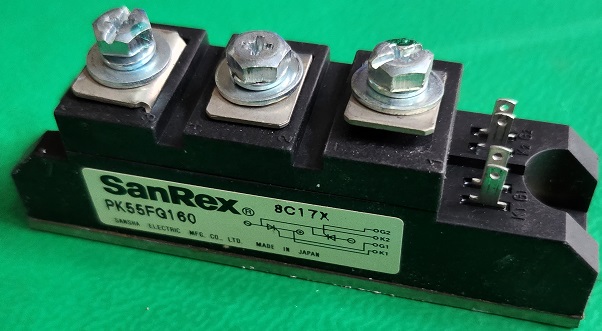 SanRex® 8C17X
PK55FG160
SANSHA ELECTRIC MFG. CO., LTD. MADE IN JAPAN
G2
K2
G1
K1